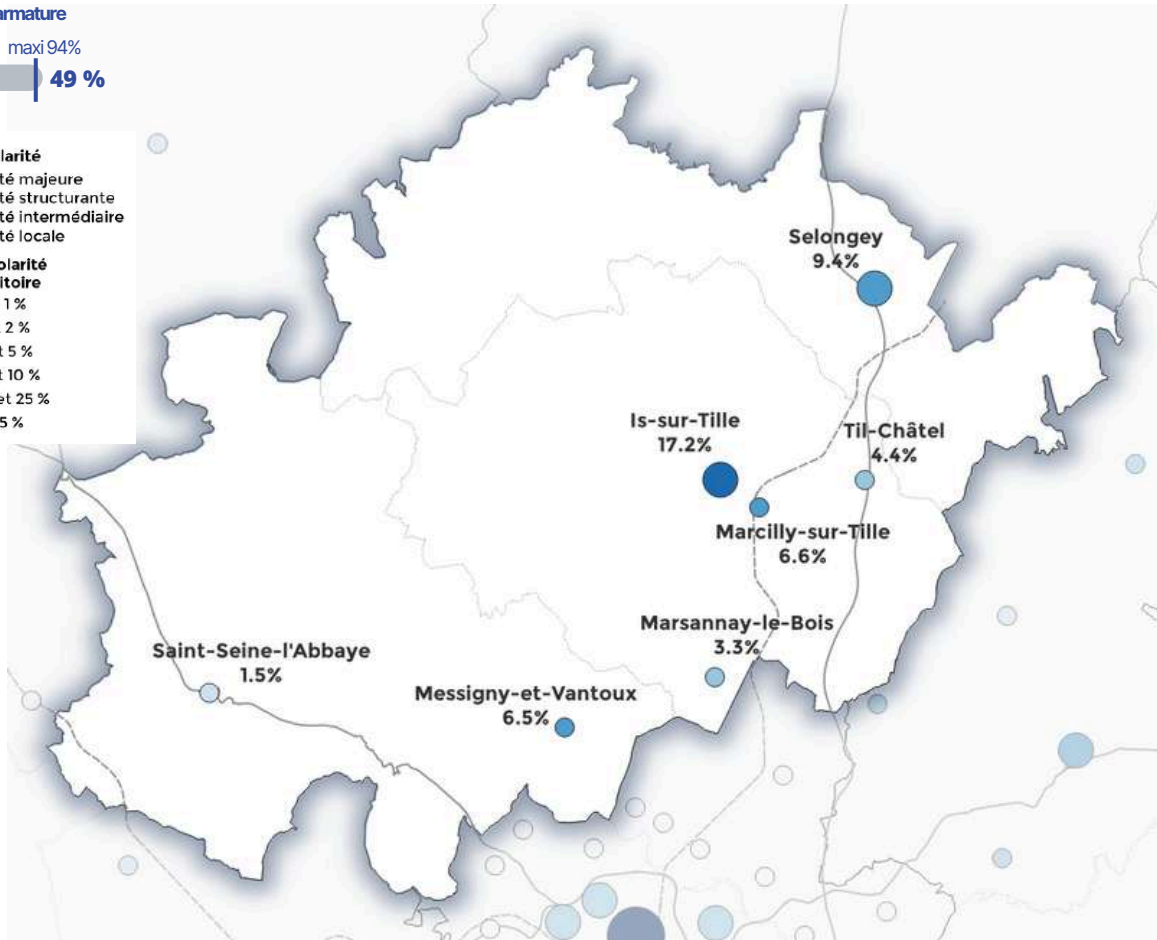 armature
maxi 94%
49 %
larité
té majeure
té structurante
té intermédiaire
té locale
olarité
itoire
1 %
2 %
t 5 %
t 10 %
et 25 %
5 %
Selongey
9.4%
Is-sur-Tille
17.2%
Til-Châtel
4.4%
Marcilly-sur-Tille
6.6%
Marsannay-le-Bois
3.3%
Saint-Seine-l'Abbaye
1.5%
Messigny-et-Vantoux
6.5%